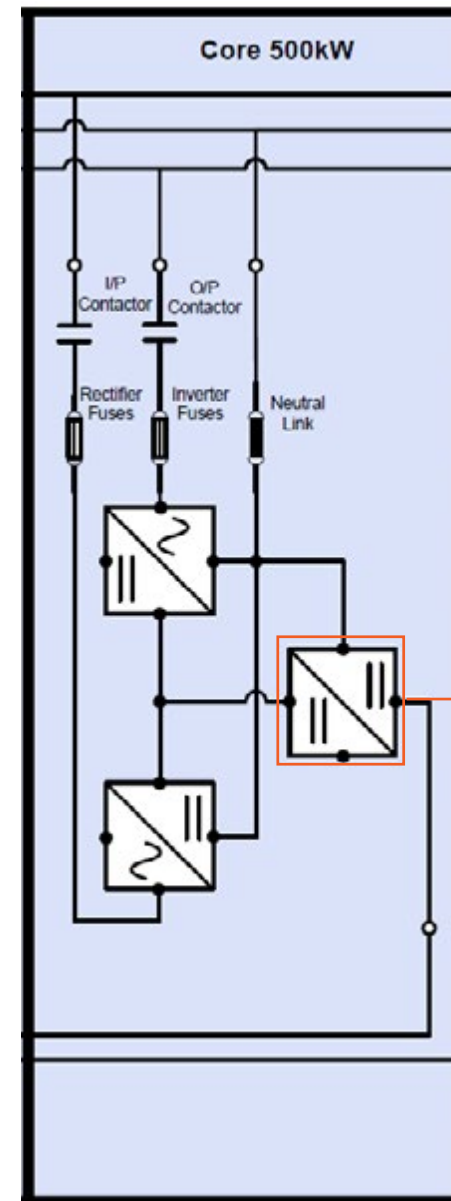 Core 500kW
I/P
Contactor
O/P
Contactor
Rectifier
Fuses
Inverter
Fuses
Neutral
Link